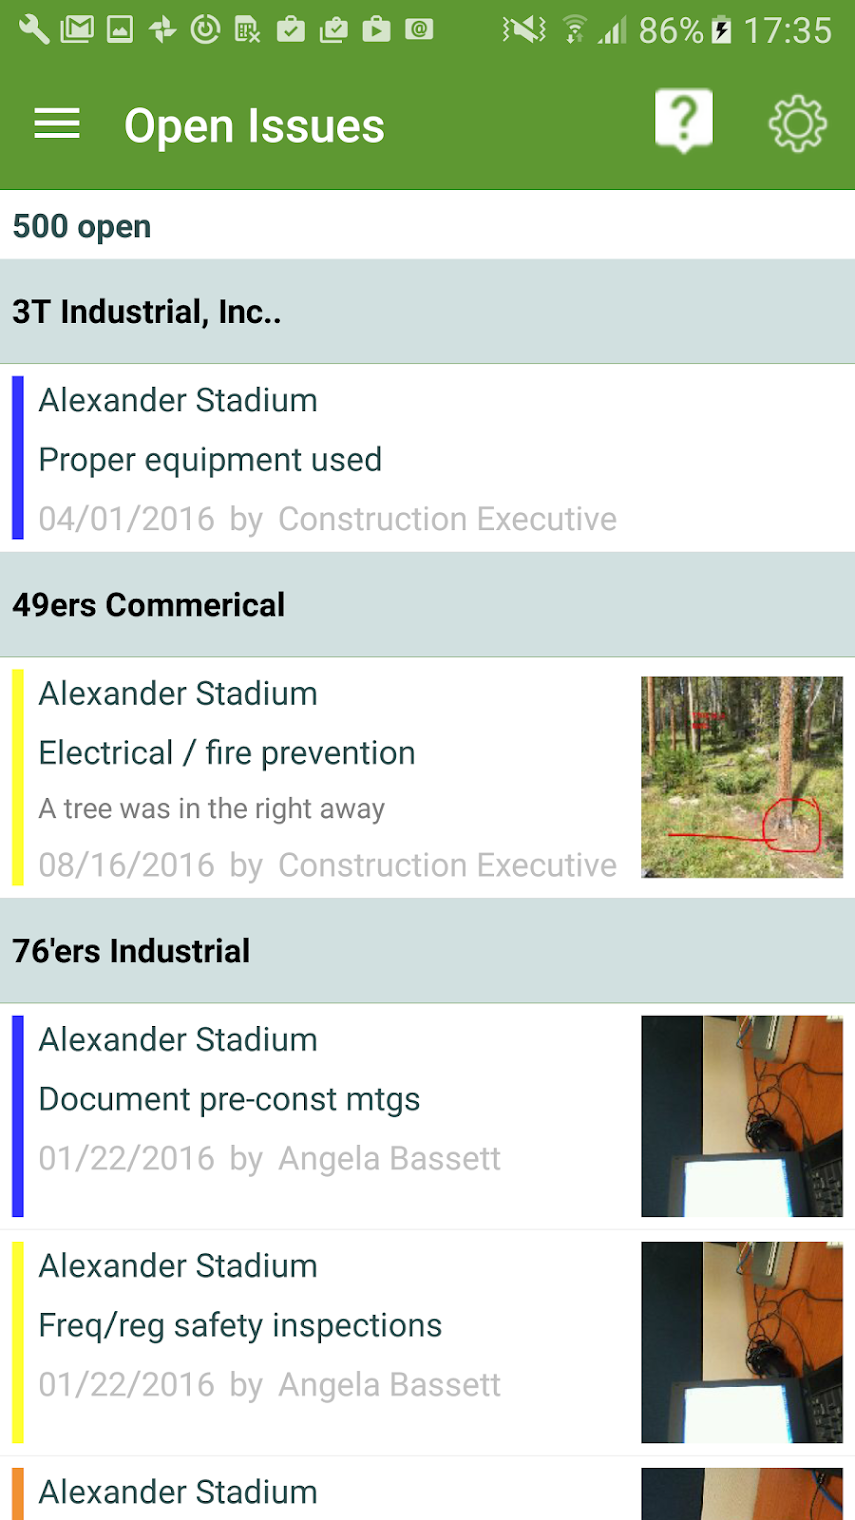 86% 17:35
Open Issues
500 open
3T Industrial, Inc..
Alexander Stadium
Proper equipment used
04/01/2016 by Construction Executive
49ers Commerical
Alexander Stadium
Electrical / fire prevention
A tree was in the right away
08/16/2016 by Construction Executive
76'ers Industrial
Alexander Stadium
Document pre-const mtgs
01/22/2016 by Angela Bassett
Alexander Stadium
Freq/reg safety inspections
01/22/2016 by Angela Bassett
Alexander Stadium